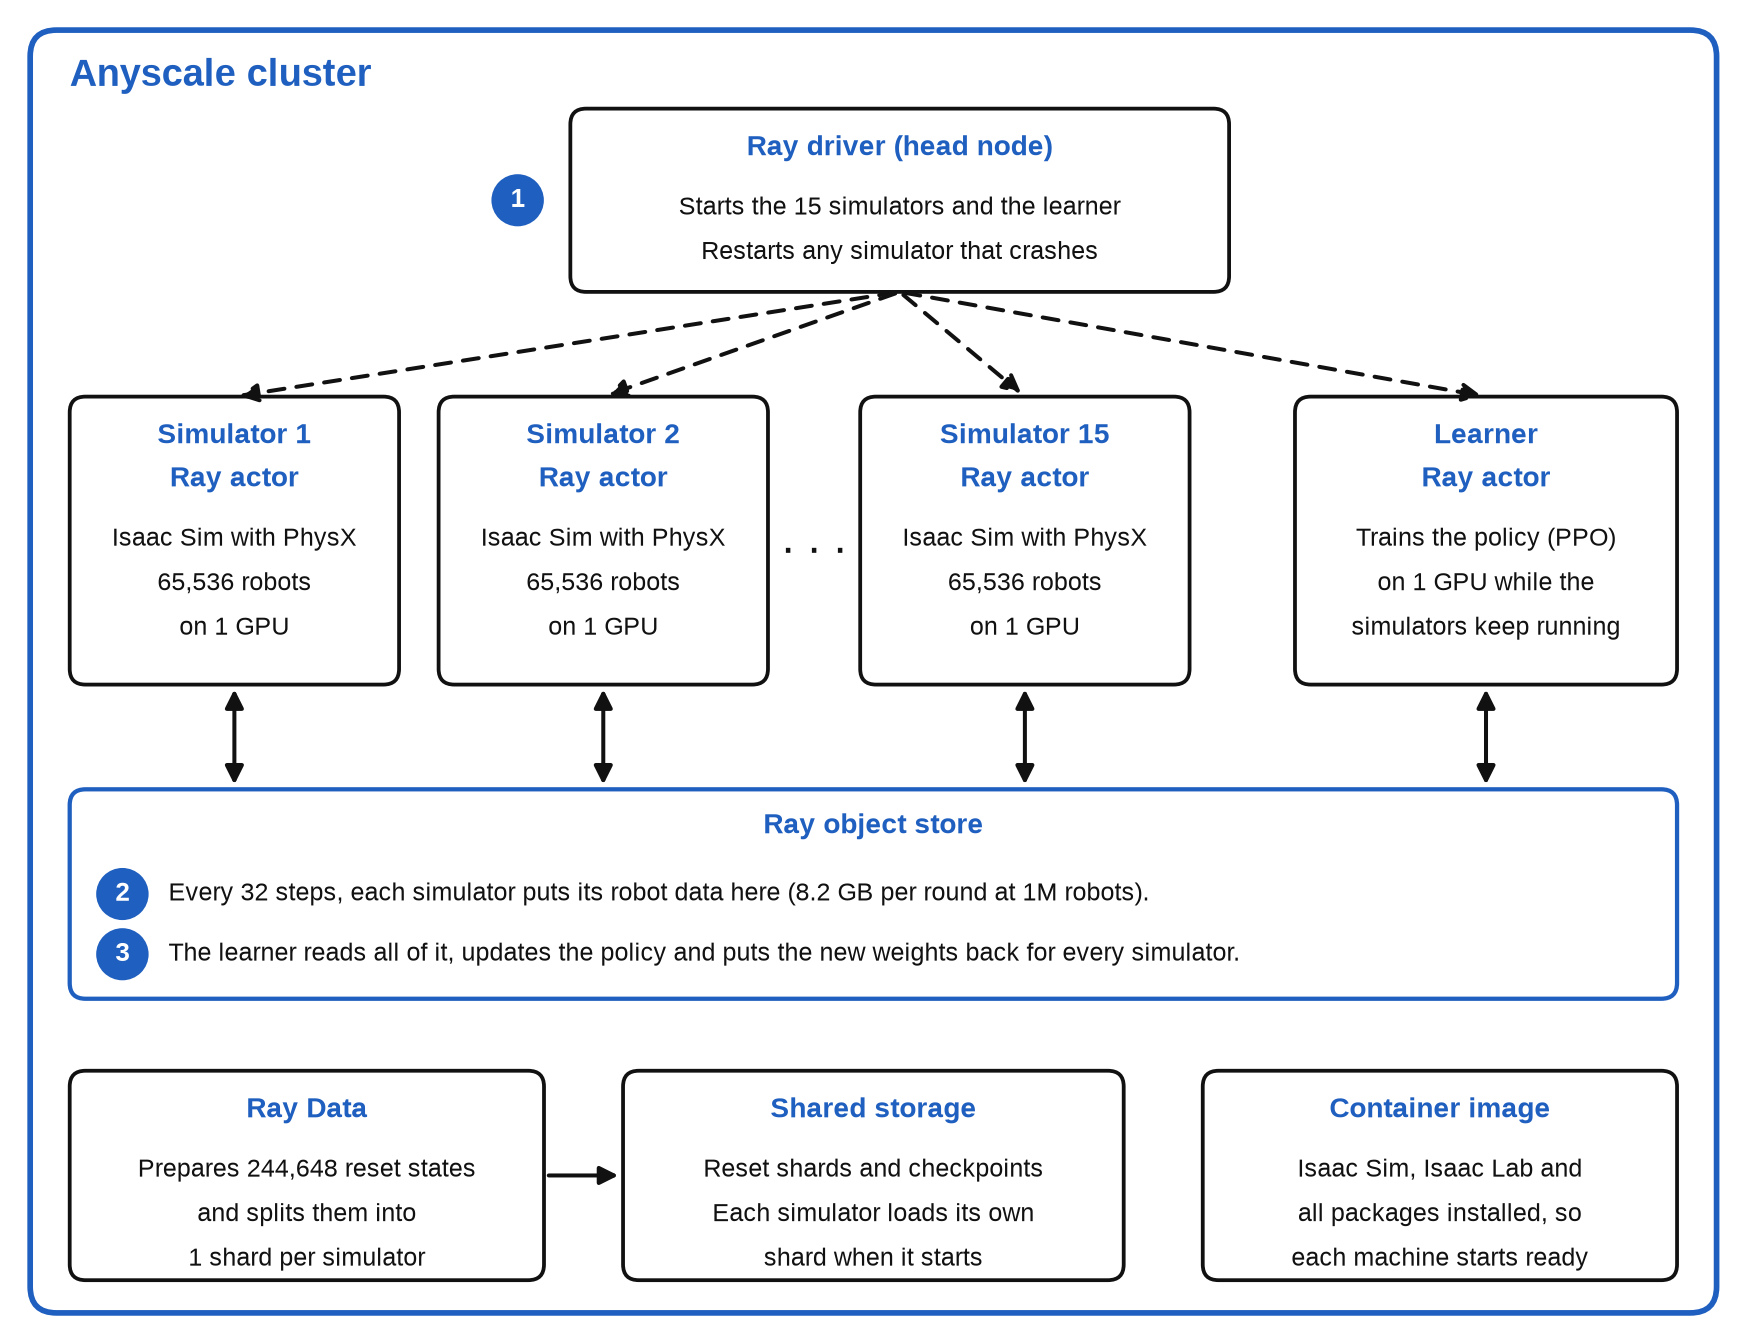 Anyscale cluster
Ray driver (head node)
1
Starts the 15 simulators and the learner
Restarts any simulator that crashes
Simulator 1
Ray actor
Isaac Sim with PhysX
65,536 robots
on 1 GPU
Simulator 2
Ray actor
Isaac Sim with PhysX
65,536 robots
on 1 GPU
. . .
Simulator 15
Ray actor
Isaac Sim with PhysX
65,536 robots
on 1 GPU
Learner
Ray actor
Trains the policy (PPO)
on 1 GPU while the
simulators keep running
Ray object store
2 Every 32 steps, each simulator puts its robot data here (8.2 GB per round at 1M robots).
3 The learner reads all of it, updates the policy and puts the new weights back for every simulator.
Ray Data
Prepares 244,648 reset states
and splits them into
1 shard per simulator
Shared storage
Reset shards and checkpoints
Each simulator loads its own
shard when it starts
Container image
Isaac Sim, Isaac Lab and
all packages installed, so
each machine starts ready